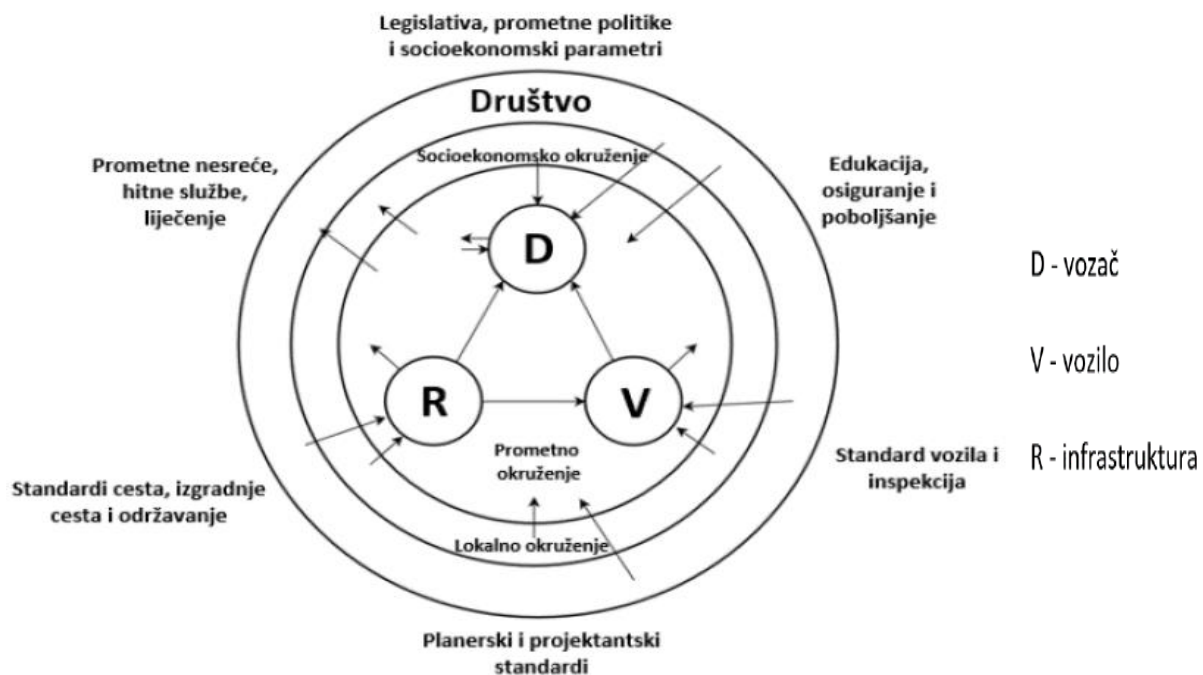 Legislativa, prometne politike
i socioekonomski parametri
Društvo
Socioekonomsko okruženje
Prometne nesreće,
hitne službe,
liječenje
Edukacija,
osiguranje i
poboljšanje
D
D - vozač
V - vozilo
R
V
Prometno
okruženje
Standard vozila i
inspekcija
R - infrastruktura
Standardi cesta, izgradnje
cesta i održavanje
Lokalno okruženje
Planerski i projektantski
standardi